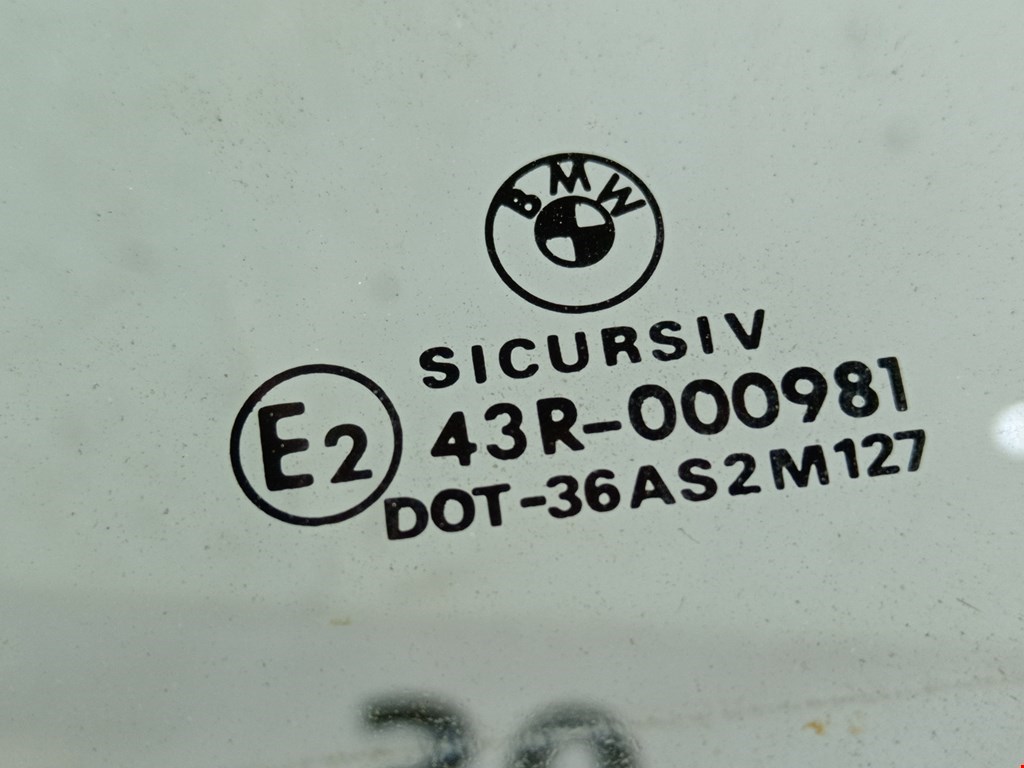 BMW
SICURSIV
E2
43R-000981
DOT-36AS2M127